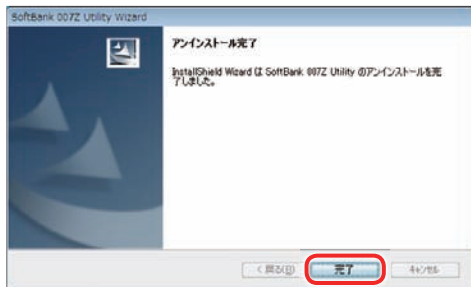 SoftBank 007Z Utility Wizard
アンインストール完了
InstallShield Wizard は SoftBank 007Z Utility のアンインストールを完
了しました。
< 戻る(B)
完了
キャンセル